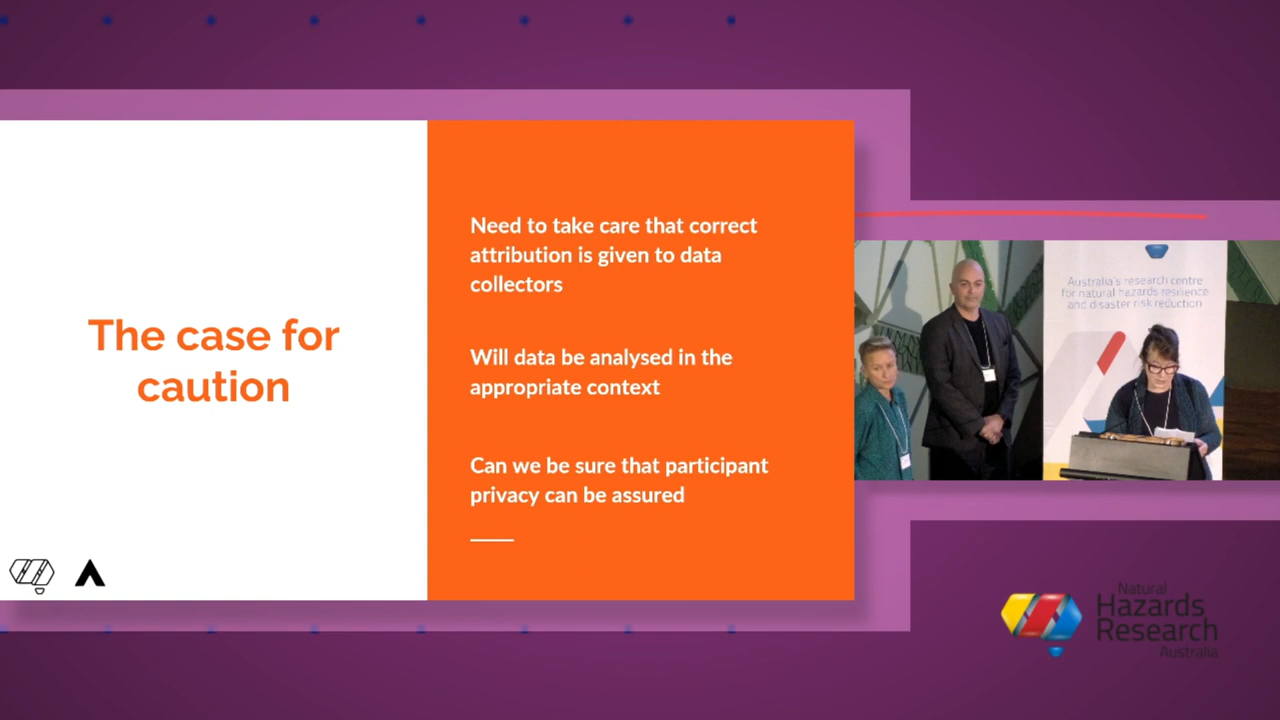 The case for
caution
Need to take care that correct
attribution is given to data
collectors
Will data be analysed in the
appropriate context
Can we be sure that participant
privacy can be assured
Australia's research centre
for natural hazards resilience
and disaster risk reduction
Natural
Hazards
Research
Australia